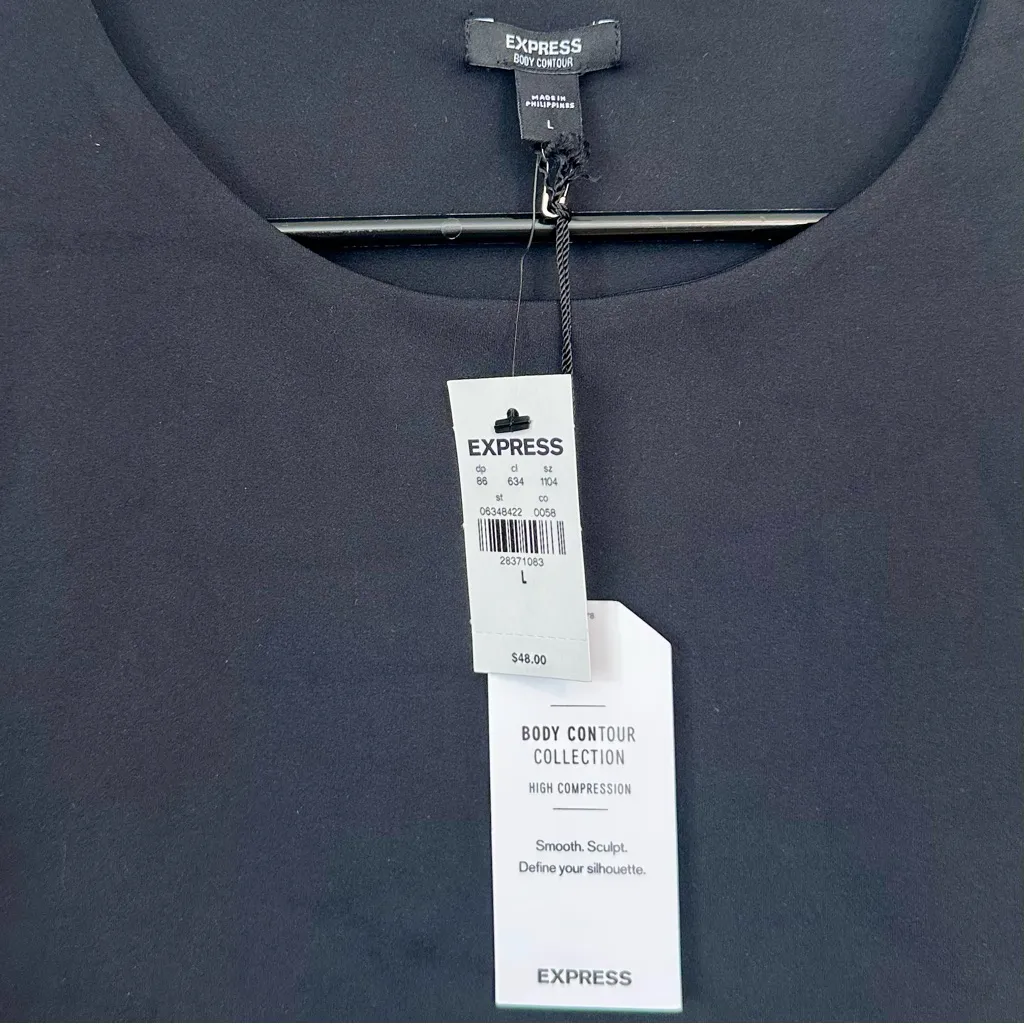 EXPRESS
BODY CONTOUR
MADE IN
PHILIPPINES
L
EXPRESS
dp cl sz
86 634 1104
st co
06348422 0058
28371083
L
$48.00
BODY CONTOUR
COLLECTION
HIGH COMPRESSION
Smooth. Sculpt.
Define your silhouette.
EXPRESS